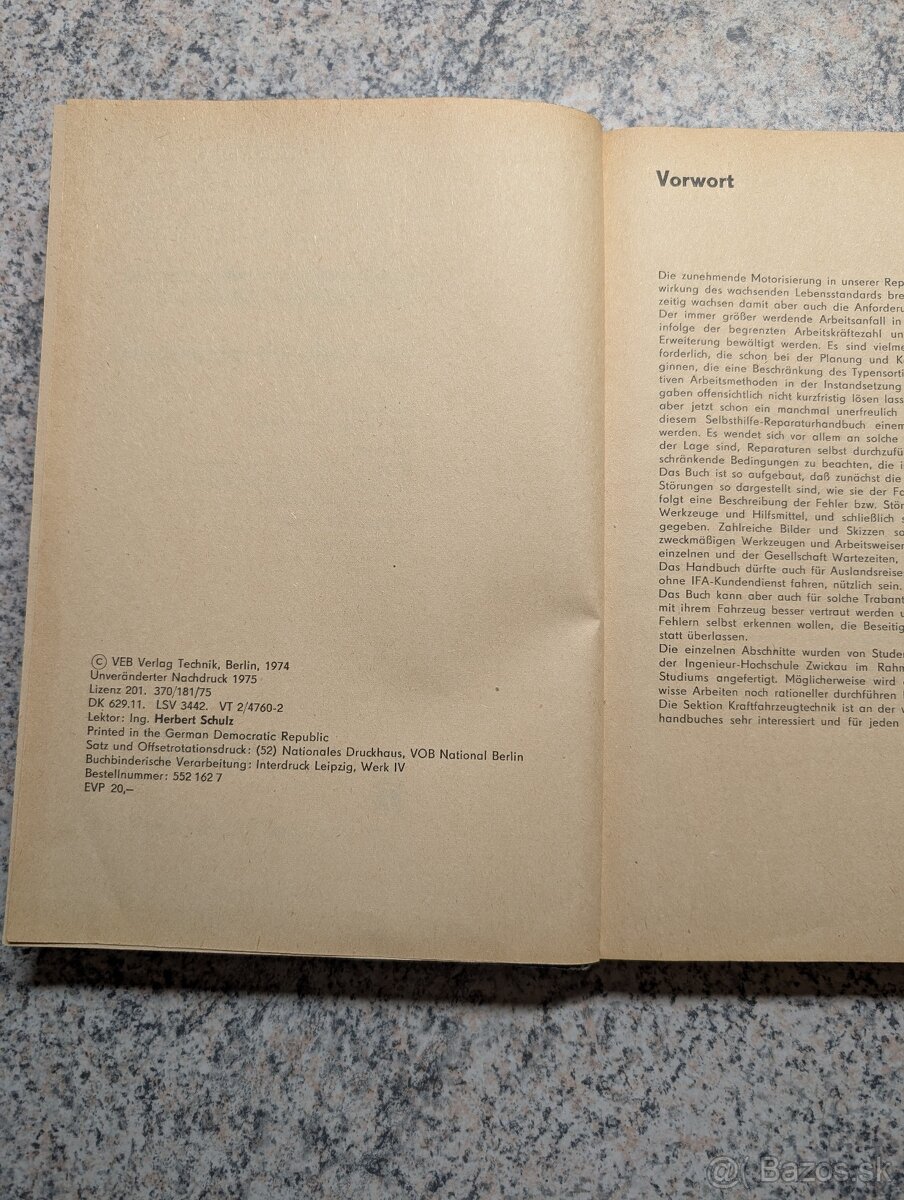 © VEB Verlag Technik, Berlin, 1974
Unveränderter Nachdruck 1975
Lizenz 201. 370/181/75
DK 629.11. LSV 3442. VT 2/4760-2
Lektor: Ing. Herbert Schulz
Printed in the German Democratic Republic
Satz und Offsetrotationsdruck: (52) Nationales Druckhaus, VOB National Berlin
Buchbinderische Verarbeitung: Interdruck Leipzig, Werk IV
Bestellnummer: 552 162 7
EVP 20,—
Vorwort
Die zunehmende Motorisierung in unserer Rep
wirkung des wachsenden Lebensstandards bre
zeitig wachsen damit aber auch die Anforderu
Der immer größer werdende Arbeitsanfall in
infolge der begrenzten Arbeitskräftezahl un
Erweiterung bewältigt werden. Es sind vielme
forderlich, die schon bei der Planung und K
ginnen, die eine Beschränkung des Typensorti
tiven Arbeitsmethoden in der Instandsetzung
gaben offensichtlich nicht kurzfristig lösen lass
aber jetzt schon ein manchmal unerfreulich
diesem Selbsthilfe-Reparaturhandbuch einem
werden. Es wendet sich vor allem an solche
der Lage sind, Reparaturen selbst durchzufü
schränkende Bedingungen zu beachten, die i
Das Buch ist so aufgebaut, daß zunächst die
Störungen so dargestellt sind, wie sie der Fa
folgt eine Beschreibung der Fehler bzw. Stör
Werkzeuge und Hilfsmittel, und schließlich s
gegeben. Zahlreiche Bilder und Skizzen so
zweckmäßigen Werkzeugen und Arbeitsweisen
einzelnen und der Gesellschaft Wartezeiten,
Das Handbuch dürfte auch für Auslandsreise
ohne IFA-Kundendienst fahren, nützlich sein.
Das Buch kann aber auch für solche Trabant
mit ihrem Fahrzeug besser vertraut werden u
Fehlern selbst erkennen wollen, die Beseitig
statt überlassen.
Die einzelnen Abschnitte wurden von Studen
der Ingenieur-Hochschule Zwickau im Rahm
Studiums angefertigt. Möglicherweise wird
wisse Arbeiten noch rationeller durchführen
Die Sektion Kraftfahrzeugtechnik ist an der v
handbuches sehr interessiert und für jeden
Bazos.sk